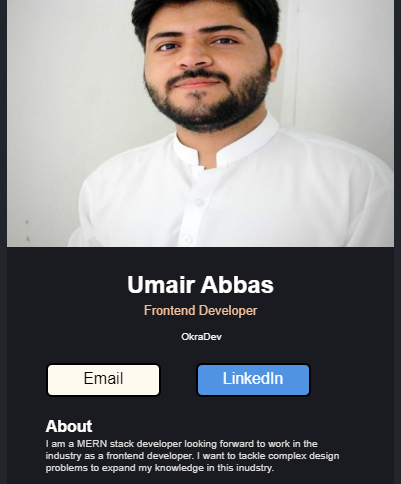 Umair Abbas
Frontend Developer
OkraDev
Email
LinkedIn
About
I am a MERN stack developer looking forward to work in the
industry as a frontend developer. I want to tackle complex design
problems to expand my knowledge in this inudstry.